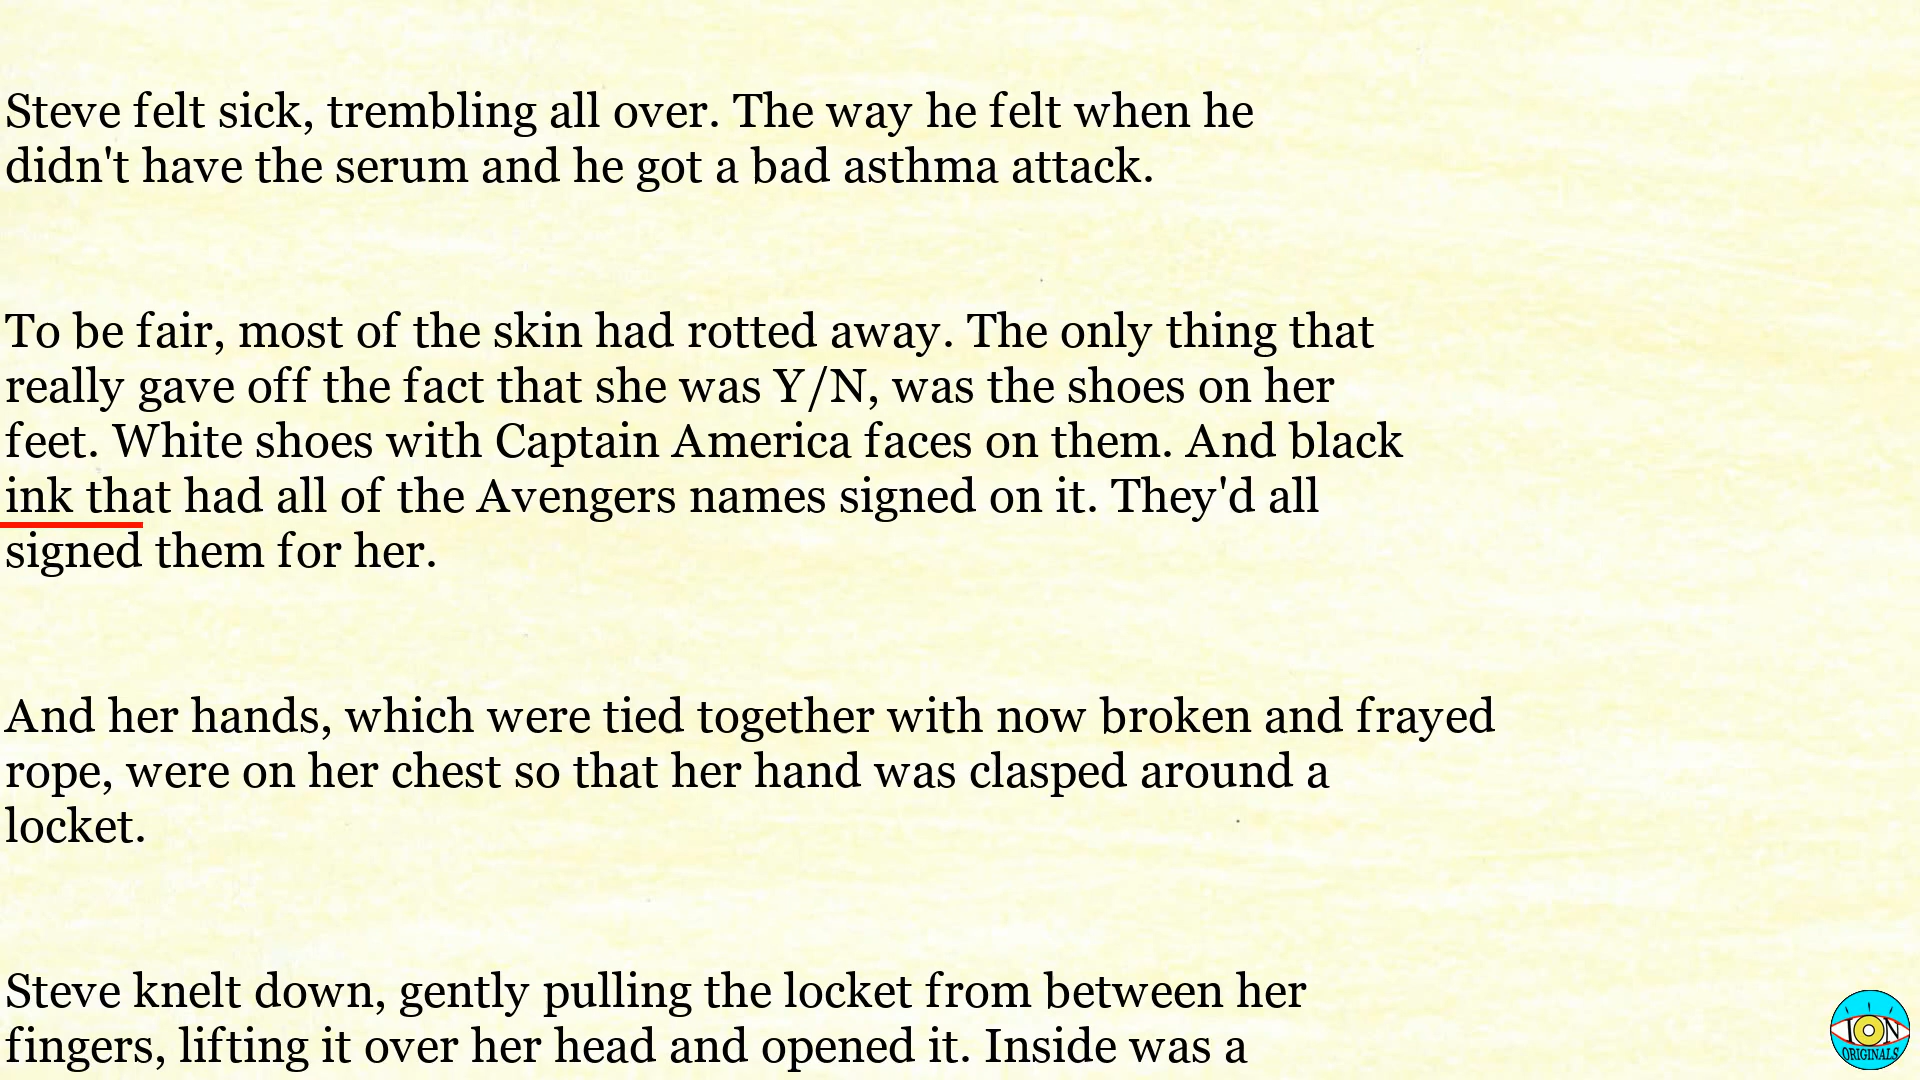 Steve felt sick, trembling all over. The way he felt when he
didn't have the serum and he got a bad asthma attack.
To be fair, most of the skin had rotted away. The only thing that
really gave off the fact that she was Y/N, was the shoes on her
feet. White shoes with Captain America faces on them. And black
ink that had all of the Avengers names signed on it. They'd all
signed them for her.
And her hands, which were tied together with now broken and frayed
rope, were on her chest so that her hand was clasped around a
locket.
Steve knelt down, gently pulling the locket from between her
fingers, lifting it over her head and opened it. Inside was a
ION
ORIGINALS